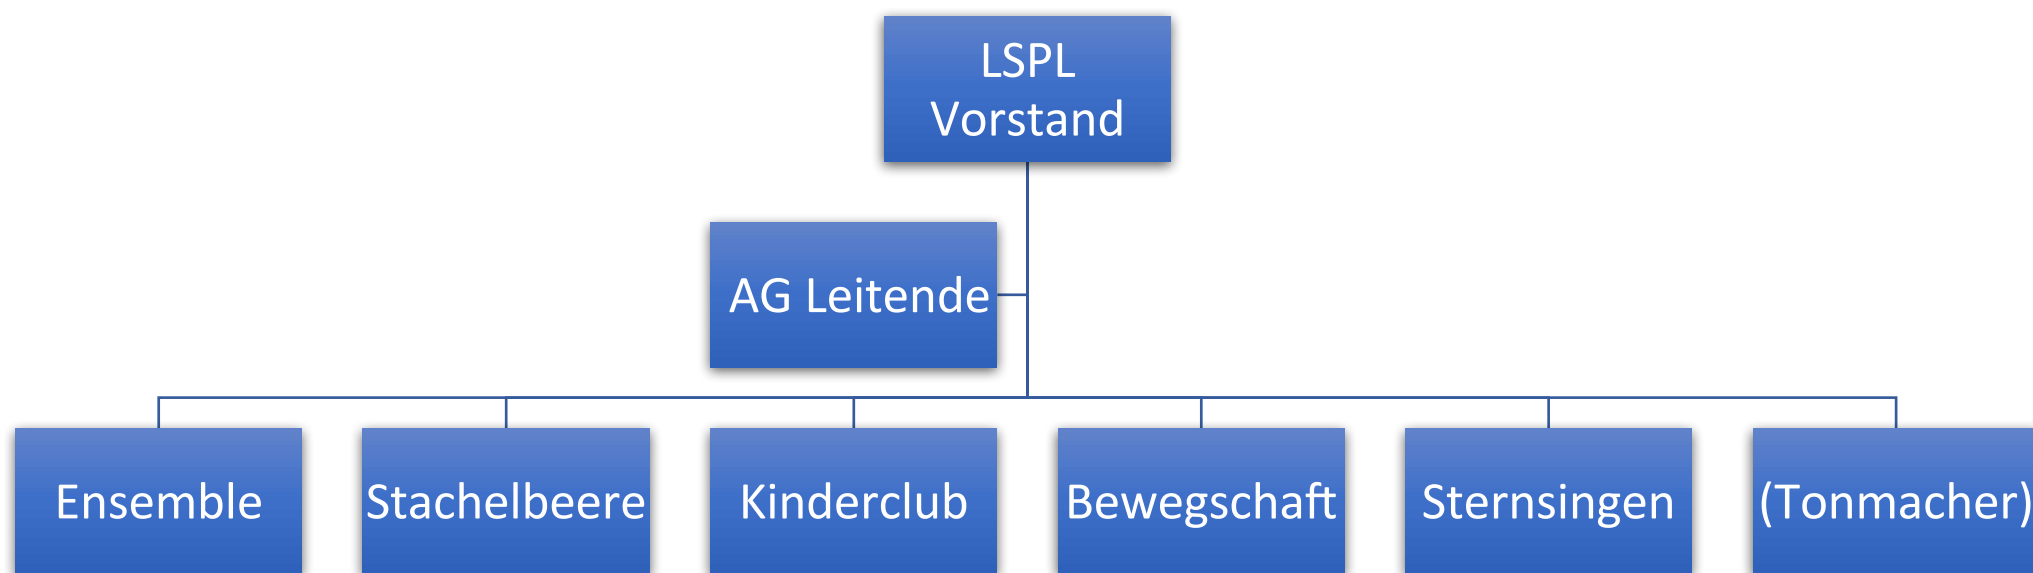 LSPL
Vorstand
AG Leitende
Ensemble
Stachelbeere
Kinderclub
Bewegschaft
Sternsingen
(Tonmacher)